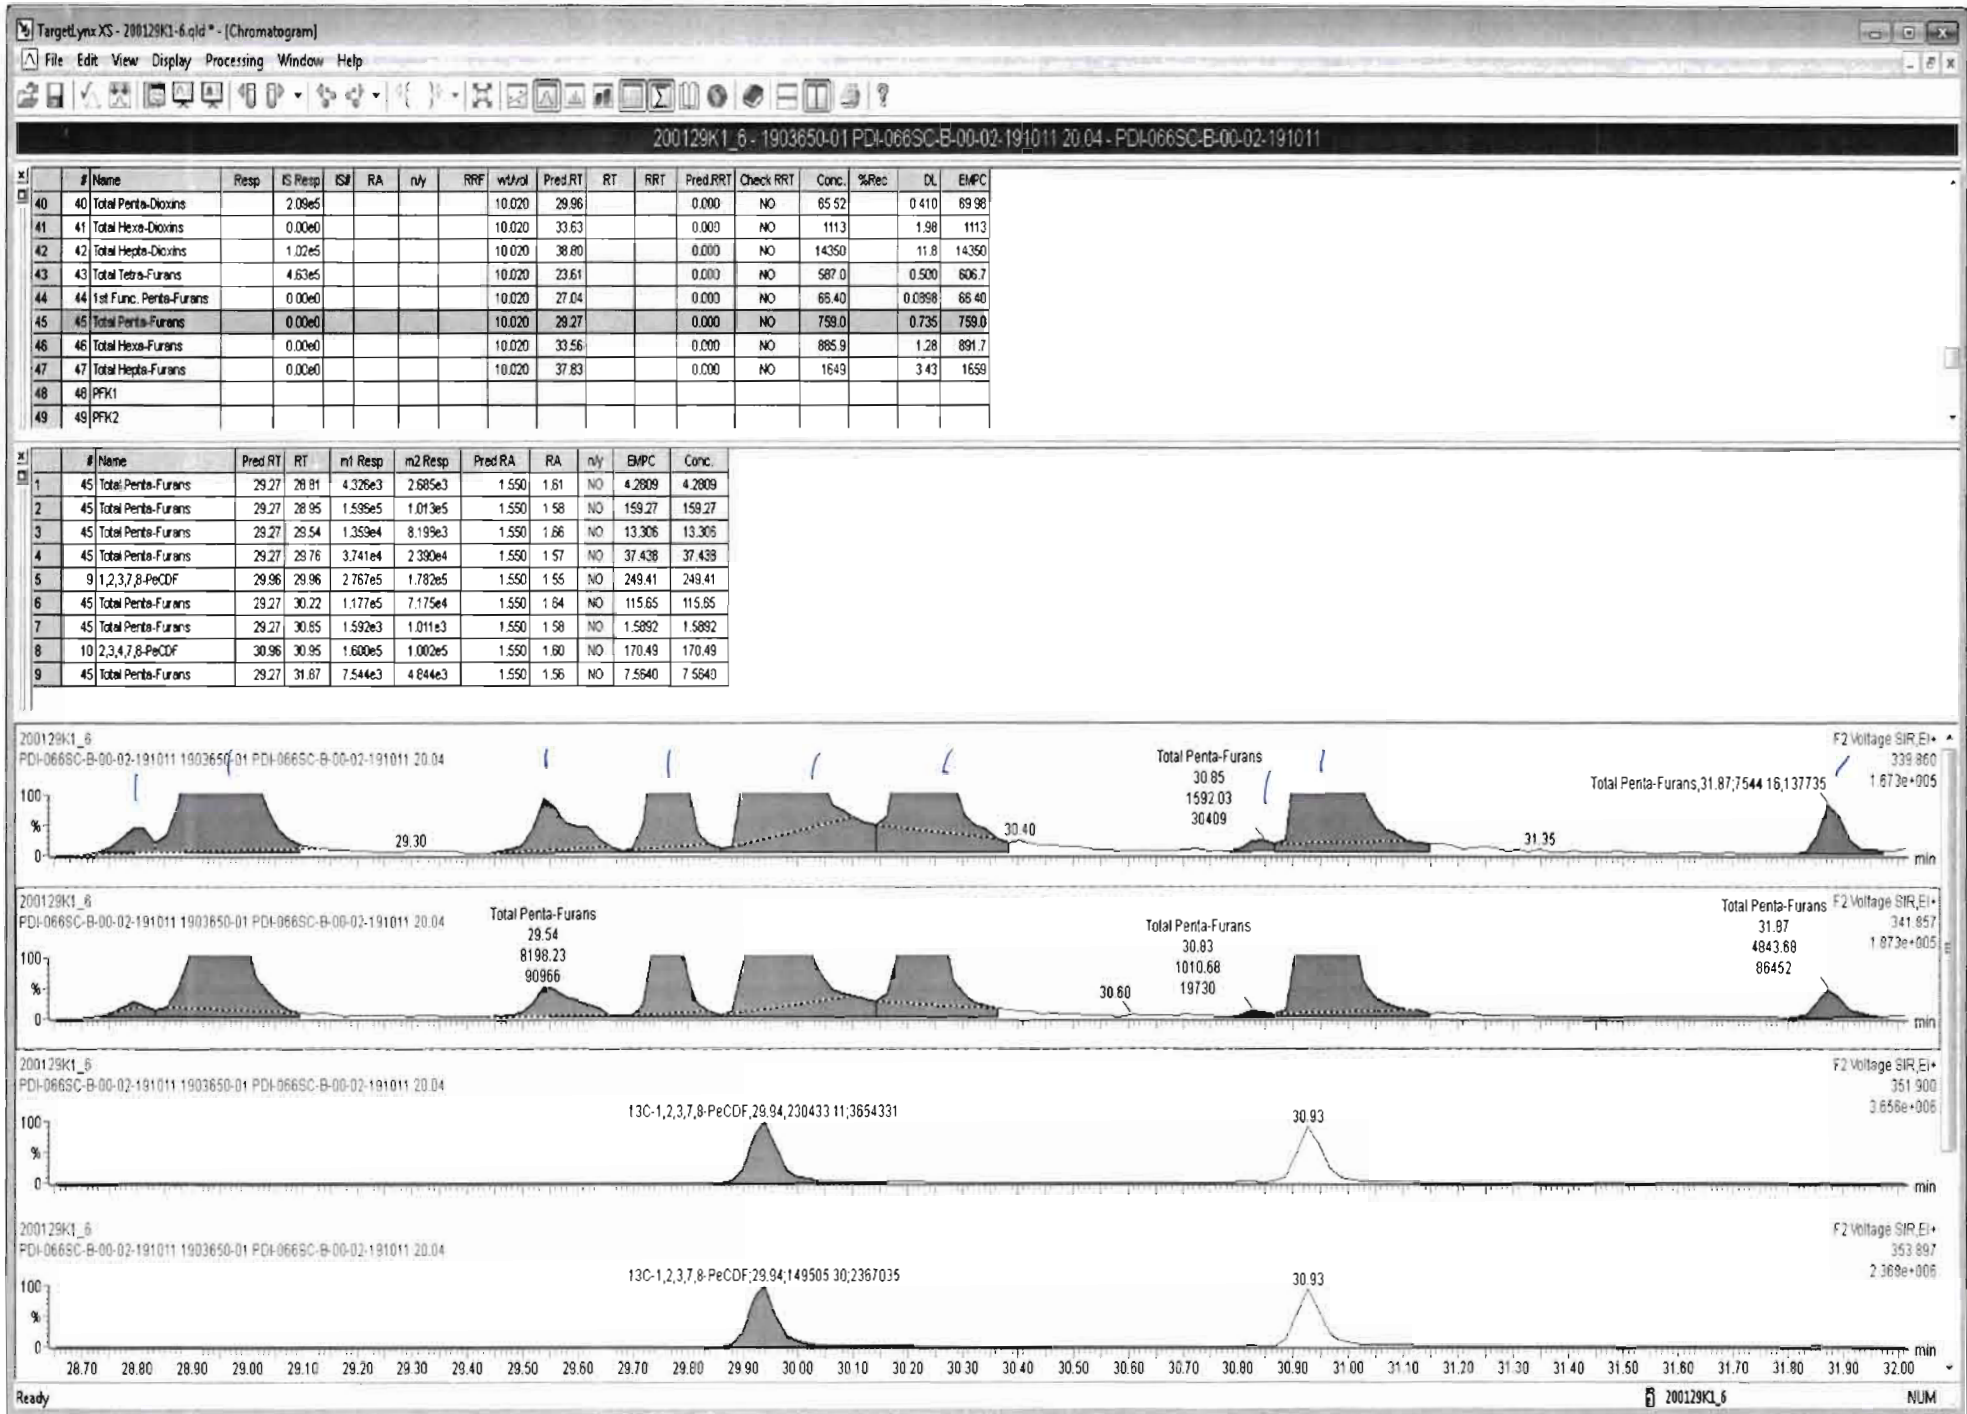 TargetLynx XS - 200129K1-6.qld * - [Chromatogram]
File Edit View Display Processing Window Help
200129K1_6 - 1903650-01 PDI-066SC-B-00-02-191011 20.04 - PDI-066SC-B-00-02-191011
# Name Resp IS Resp IS# RA n/y RRF wt/vol Pred.RT RT RRT Pred.RRT Check RRT Conc. %Rec DL EMPC
40 40 Total Penta-Dioxins 2.09e5 10.020 29.96 0.000 NO 65.52 0.410 69.98
41 41 Total Hexa-Dioxins 0.00e0 10.020 33.63 0.000 NO 1113 1.98 1113
42 42 Total Hepta-Dioxins 1.02e5 10.020 38.80 0.000 NO 14350 11.8 14350
43 43 Total Tetra-Furans 4.63e5 10.020 23.61 0.000 NO 587.0 0.500 606.7
44 44 1st Func. Penta-Furans 0.00e0 10.020 27.04 0.000 NO 66.40 0.0898 66.40
45 45 Total Penta-Furans 0.00e0 10.020 29.27 0.000 NO 759.0 0.735 759.0
46 46 Total Hexa-Furans 0.00e0 10.020 33.56 0.000 NO 885.9 1.28 891.7
47 47 Total Hepta-Furans 0.00e0 10.020 37.83 0.000 NO 1649 3.43 1659
48 48 PFK1
49 49 PFK2
# Name Pred RT RT m1 Resp m2 Resp Pred RA RA n/y EMPC Conc.
1 45 Total Penta-Furans 29.27 28.81 4.326e3 2.685e3 1.550 1.61 NO 4.2809 4.2809
2 45 Total Penta-Furans 29.27 28.95 1.595e5 1.013e5 1.550 1.58 NO 159.27 159.27
3 45 Total Penta-Furans 29.27 29.54 1.359e4 8.199e3 1.550 1.66 NO 13.306 13.306
4 45 Total Penta-Furans 29.27 29.76 3.741e4 2.390e4 1.550 1.57 NO 37.438 37.438
5 9 1,2,3,7,8-PeCDF 29.96 29.96 2.767e5 1.782e5 1.550 1.55 NO 249.41 249.41
6 45 Total Penta-Furans 29.27 30.22 1.177e5 7.175e4 1.550 1.64 NO 115.65 115.65
7 45 Total Penta-Furans 29.27 30.85 1.592e3 1.011e3 1.550 1.58 NO 1.5892 1.5892
8 10 2,3,4,7,8-PeCDF 30.96 30.95 1.600e5 1.002e5 1.550 1.60 NO 170.49 170.49
9 45 Total Penta-Furans 29.27 31.87 7.544e3 4.844e3 1.550 1.56 NO 7.5640 7.5640
200129K1_6 F2 Voltage SIR,EI+
PDI-066SC-B-00-02-191011 1903650-01 PDI-066SC-B-00-02-191011 20.04 339.860
1.673e+005
Total Penta-Furans
30.85
1592.03
30409
Total Penta-Furans,31.87;7544.16,137735
100
%
0
29.30 30.40 31.35
min
200129K1_6 F2 Voltage SIR,EI+
PDI-066SC-B-00-02-191011 1903650-01 PDI-066SC-B-00-02-191011 20.04 341.857
1.873e+005
Total Penta-Furans
29.54
8198.23
90966
Total Penta-Furans
30.83
1010.68
19730
Total Penta-Furans
31.87
4843.68
86452
100
%
0
30.60
min
200129K1_6 F2 Voltage SIR,EI+
PDI-066SC-B-00-02-191011 1903650-01 PDI-066SC-B-00-02-191011 20.04 351.900
3.656e+006
13C-1,2,3,7,8-PeCDF,29.94,230433.11;3654331
30.93
100
%
0
min
200129K1_6 F2 Voltage SIR,EI+
PDI-066SC-B-00-02-191011 1903650-01 PDI-066SC-B-00-02-191011 20.04 353.897
2.368e+006
13C-1,2,3,7,8-PeCDF;29.94;149505.30;2367035
30.93
100
%
0
min
28.70 28.80 28.90 29.00 29.10 29.20 29.30 29.40 29.50 29.60 29.70 29.80 29.90 30.00 30.10 30.20 30.30 30.40 30.50 30.60 30.70 30.80 30.90 31.00 31.10 31.20 31.30 31.40 31.50 31.60 31.70 31.80 31.90 32.00
Ready 200129K1_6 NUM